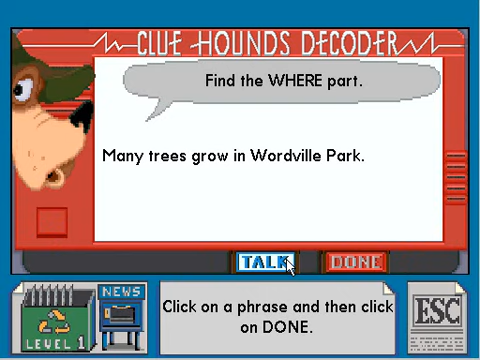 CLUE HOUNDS DECODER
Find the WHERE part.
Many trees grow in Wordville Park.
TALK DONE
NEWS
LEVEL 1
Click on a phrase and then click
on DONE.
ESC